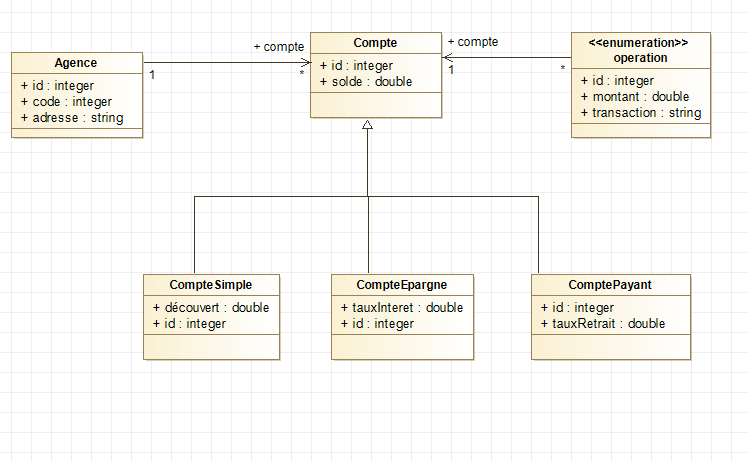 Agence
+ id : integer
+ code : integer
+ adresse : string
1
+ compte
*
Compte
+ id : integer
+ solde : double
+ compte
1
*
<<enumeration>>
operation
+ id : integer
+ montant : double
+ transaction : string
CompteSimple
+ découvert : double
+ id : integer
CompteEpargne
+ tauxInteret : double
+ id : integer
ComptePayant
+ id : integer
+ tauxRetrait : double